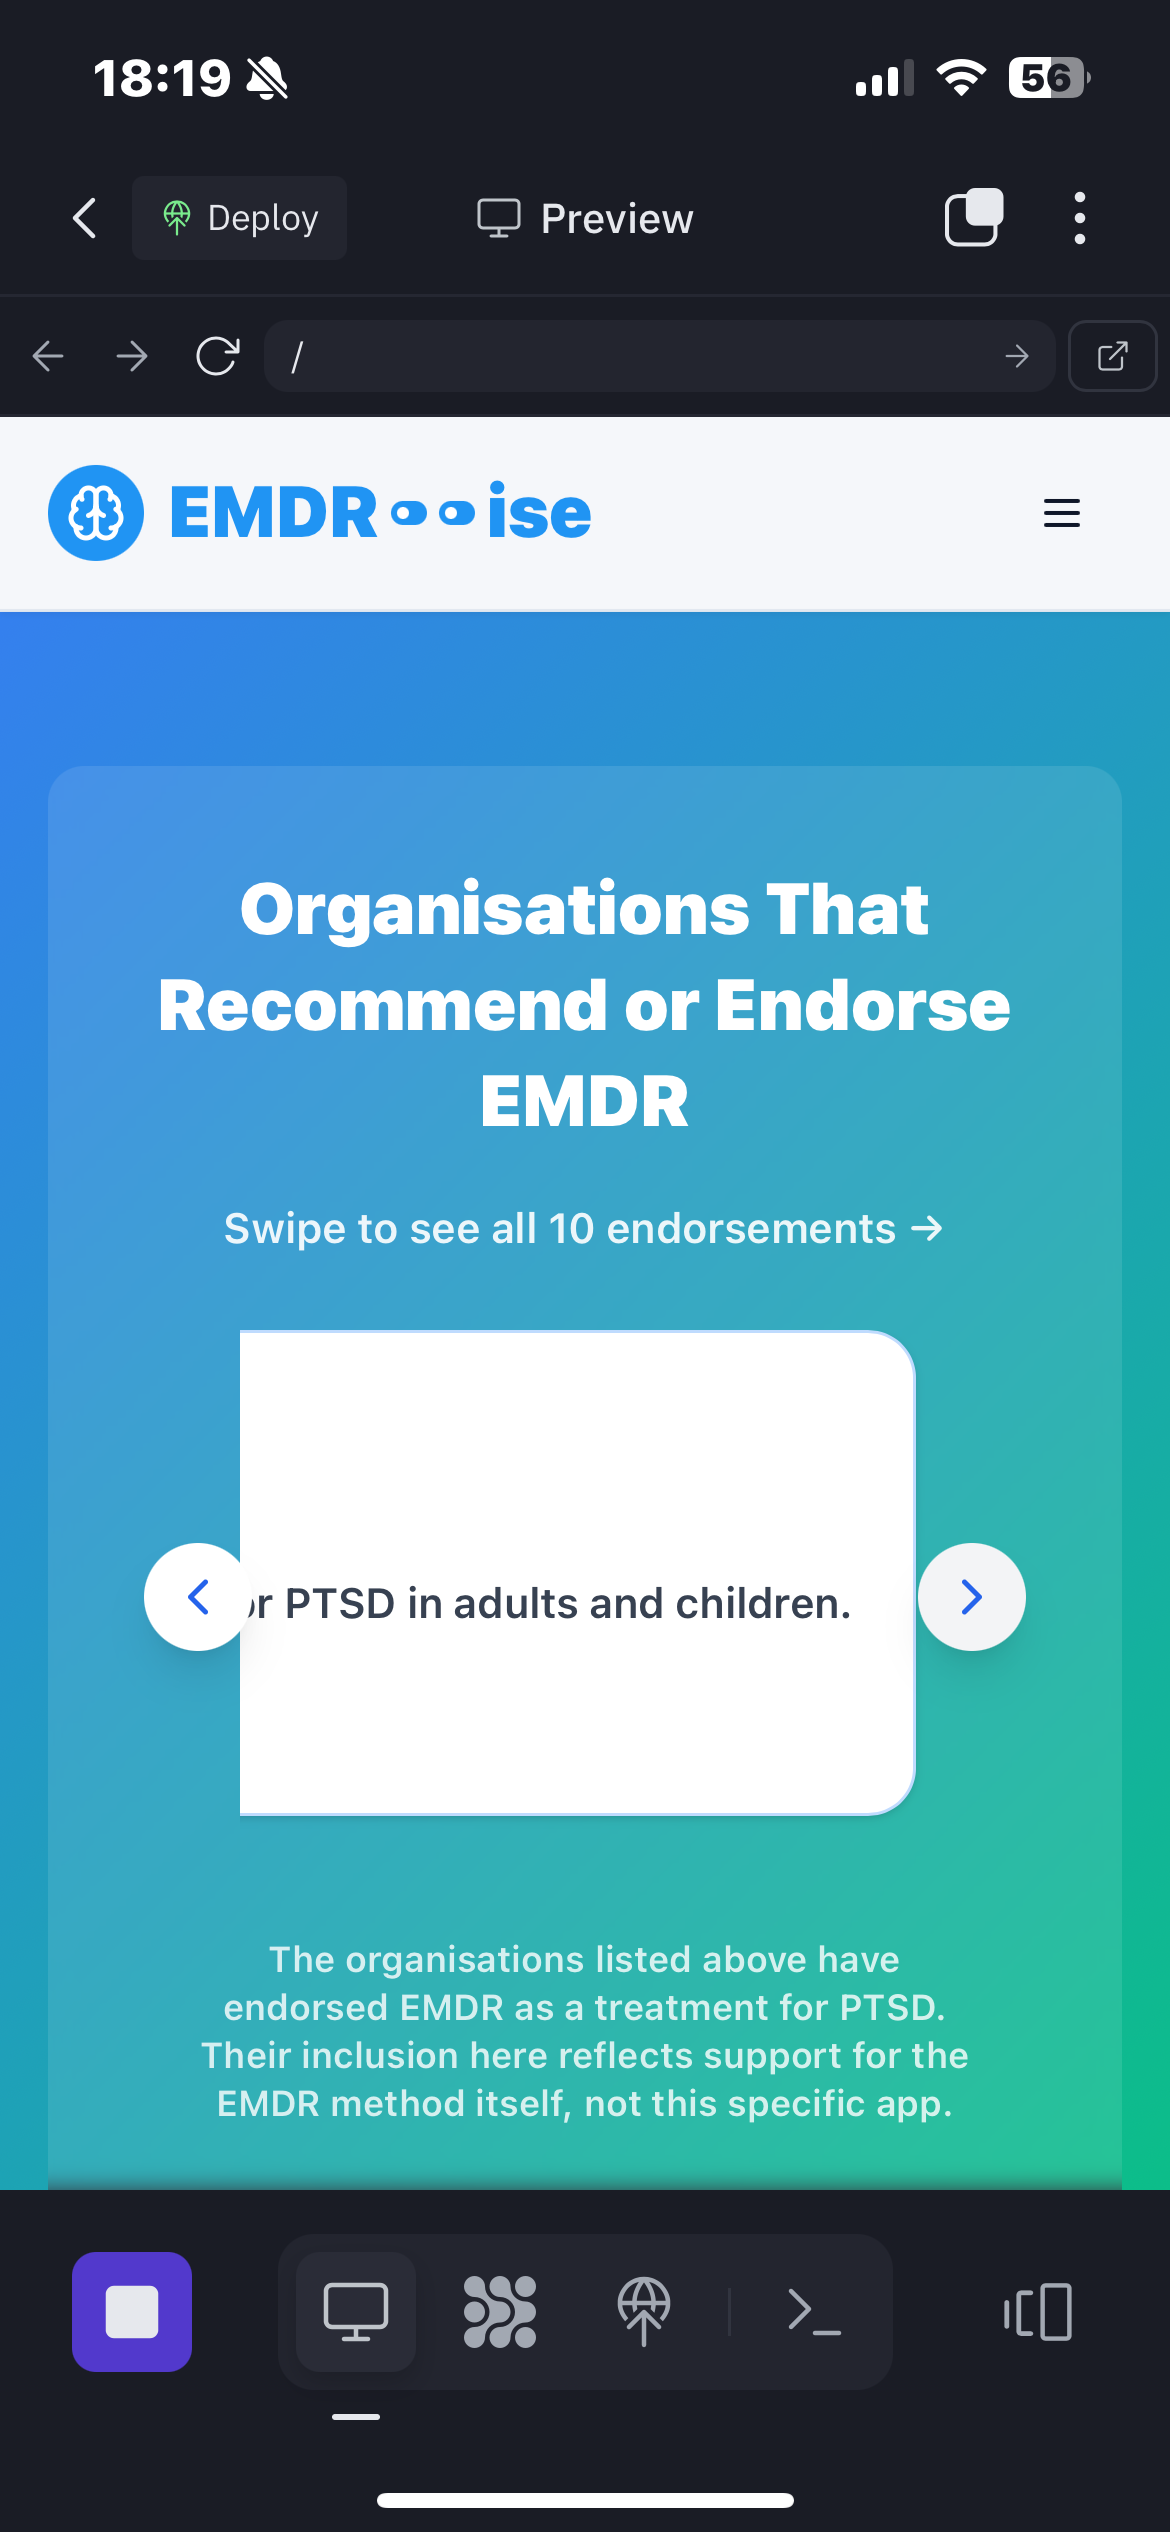 18:19
56
Deploy
Preview
/
EMDR ise
Organisations That
Recommend or Endorse
EMDR
Swipe to see all 10 endorsements →
PTSD in adults and children.
The organisations listed above have
endorsed EMDR as a treatment for PTSD.
Their inclusion here reflects support for the
EMDR method itself, not this specific app.